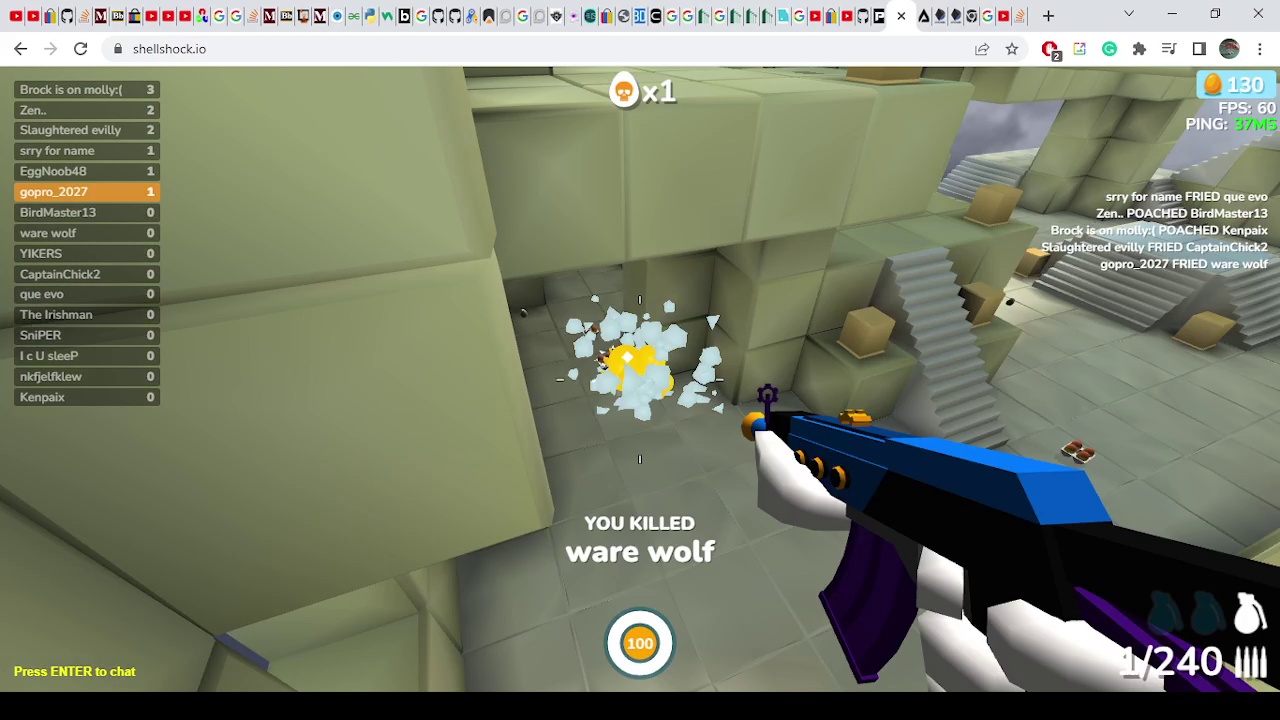 shellshock.io
2
Brock is on molly:( 3
Zen.. 2
Slaughtered evilly 2
srry for name 1
EggNoob48 1
gopro_2027 1
BirdMaster13 0
ware wolf 0
YIKERS 0
CaptainChick2 0
que evo 0
The Irishman 0
SniPER 0
I c U sleeP 0
nkfjelfklew 0
Kenpaix 0
x1
130
FPS: 60
PING: 37MS
srry for name FRIED que evo
Zen.. POACHED BirdMaster13
Brock is on molly:( POACHED Kenpaix
Slaughtered evilly FRIED CaptainChick2
gopro_2027 FRIED ware wolf
YOU KILLED
ware wolf
100
1/240
Press ENTER to chat